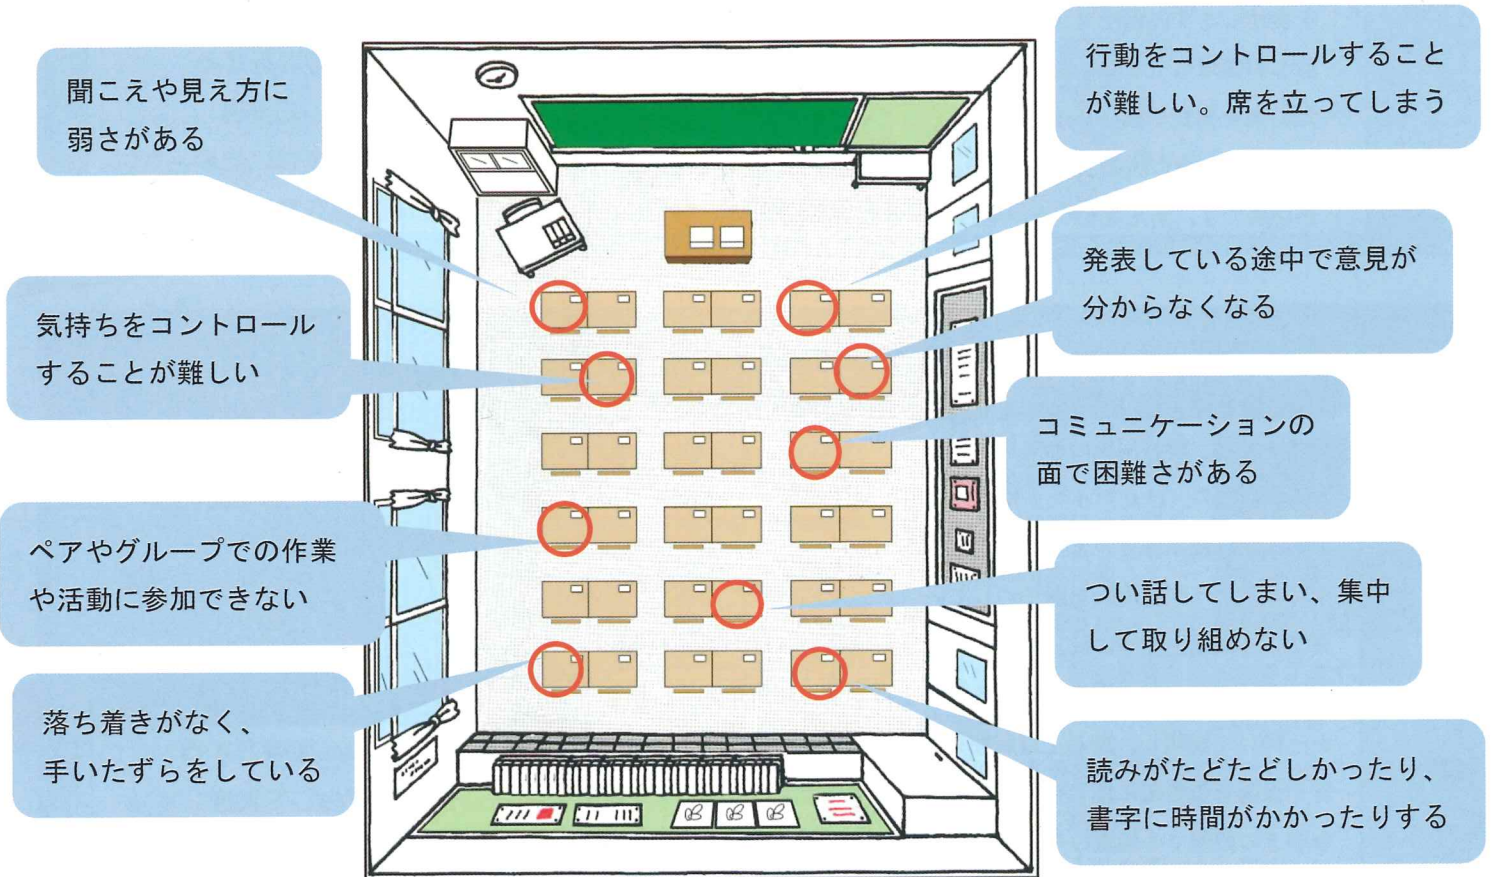 聞こえや見え方に
弱さがある
気持ちをコントロール
することが難しい
ペアやグループでの作業
や活動に参加できない
落ち着きがなく、
手いたずらをしている
行動をコントロールすること
が難しい。席を立ってしまう
発表している途中で意見が
分からなくなる
コミュニケーションの
面で困難さがある
つい話してしまい、集中
して取り組めない
読みがたどたどしかったり、
書字に時間がかかったりする